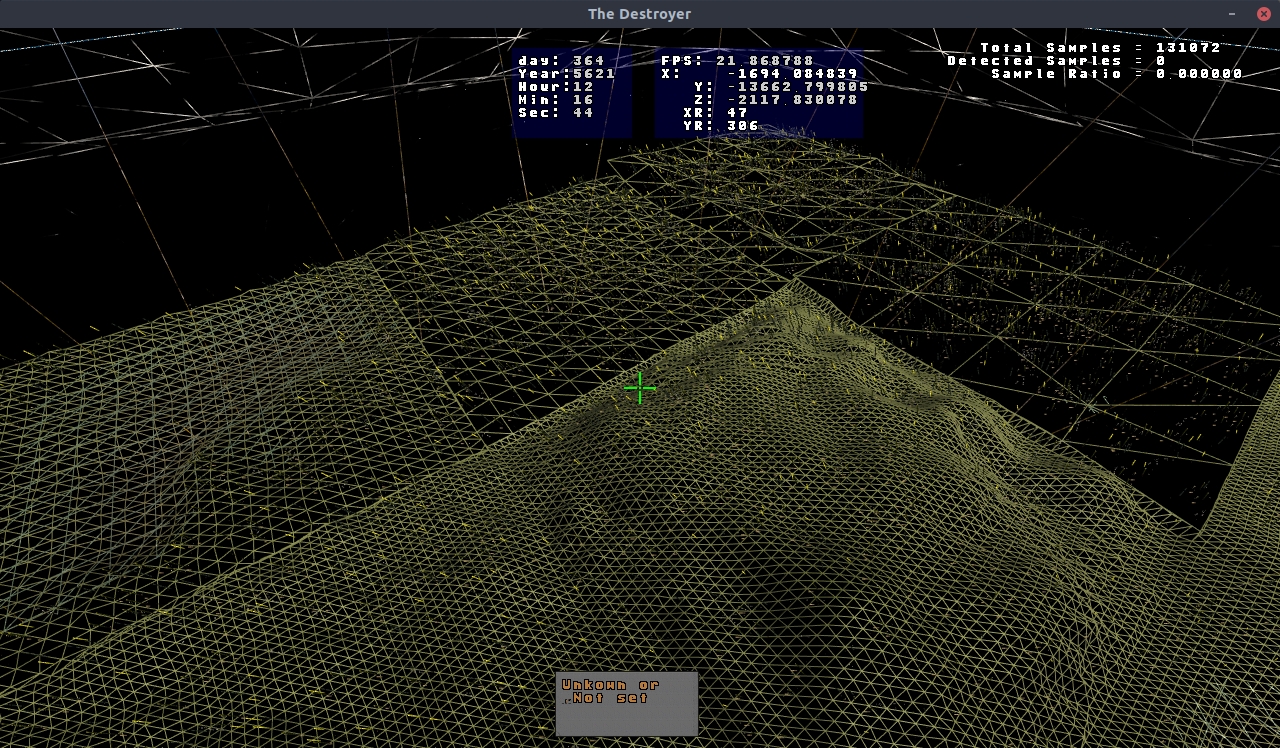 The Destroyer
day: 364
Year:5621
Hour:12
Min: 16
Sec: 44
FPS: 21.868788
X: -1694.084839
Y: -13662.799805
Z: -2117.830078
XR: 47
YR: 306
Total Samples = 131072
Detected Samples = 0
Sample Ratio = 0.000000
Unkown or
Not set